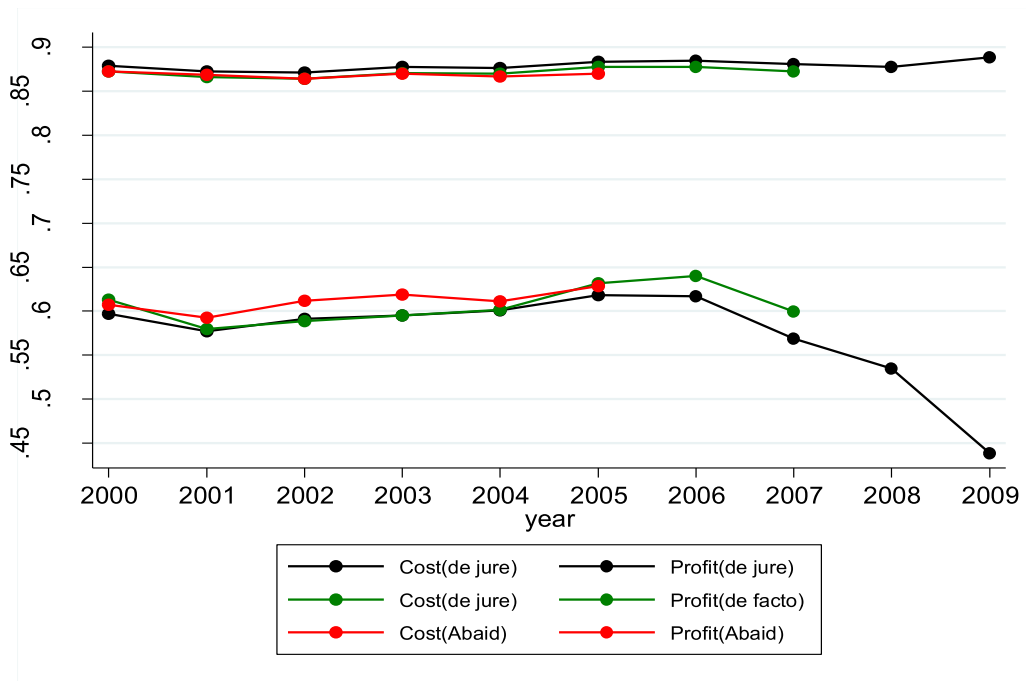 .9
.85
.8
.75
.7
.65
.6
.55
.5
.45
2000 2001 2002 2003 2004 2005 2006 2007 2008 2009
year
Cost(de jure) Profit(de jure)
Cost(de jure) Profit(de facto)
Cost(Abaid) Profit(Abaid)